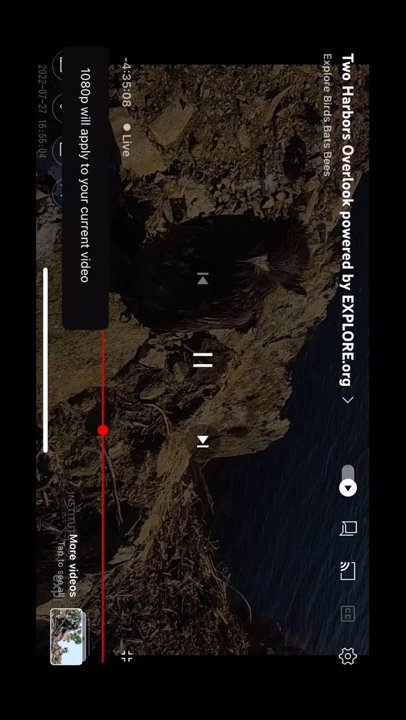 Two Harbors Overlook powered by EXPLORE.org
Explore Birds Bats Bees
CC
-4:35:08
Live
1080p will apply to your current video
More videos
Tap to see all
2022-07-27 16:55:04